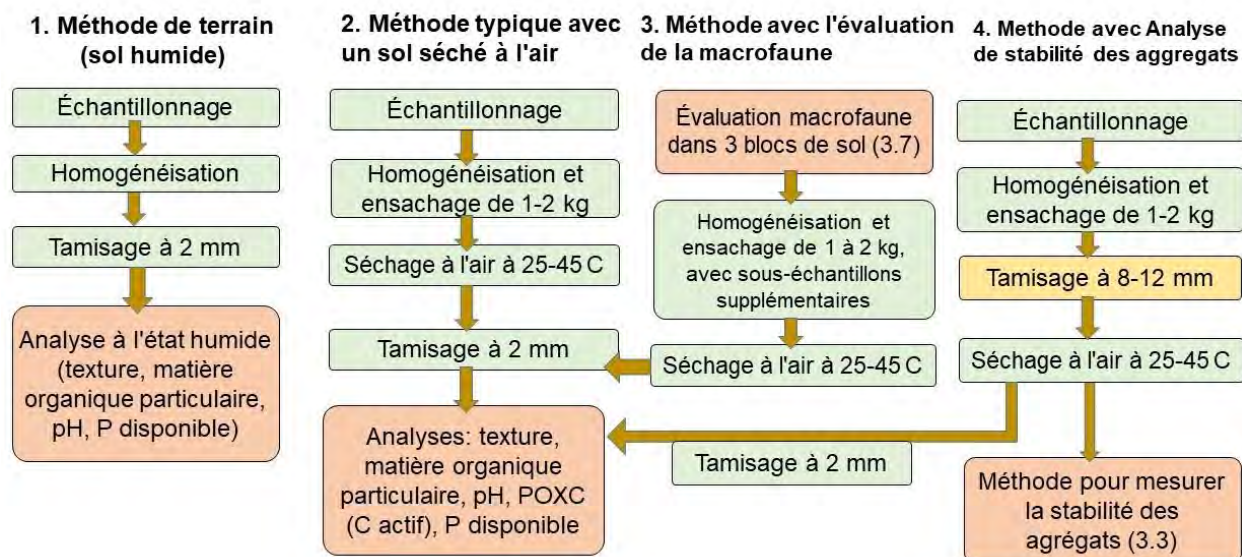 1. Méthode de terrain
(sol humide)
Échantillonnage
Homogénéisation
Tamisage à 2 mm
Analyse à l'état humide
(texture, matière
organique particulaire,
pH, P disponible)
2. Méthode typique avec
un sol séché à l'air
Échantillonnage
Homogénéisation et
ensachage de 1-2 kg
Séchage à l'air à 25-45 C
Tamisage à 2 mm
Analyses: texture,
matière organique
particulaire, pH, POXC
(C actif), P disponible
3. Méthode avec l'évaluation
de la macrofaune
Évaluation macrofaune
dans 3 blocs de sol (3.7)
Homogénéisation et
ensachage de 1 à 2 kg,
avec sous-échantillons
supplémentaires
Séchage à l'air à 25-45 C
Tamisage à 2 mm
4. Methode avec Analyse
de stabilité des aggregats
Échantillonnage
Homogénéisation et
ensachage de 1-2 kg
Tamisage à 8-12 mm
Séchage à l'air à 25-45 C
Méthode pour mesurer
la stabilité des
agrégats (3.3)